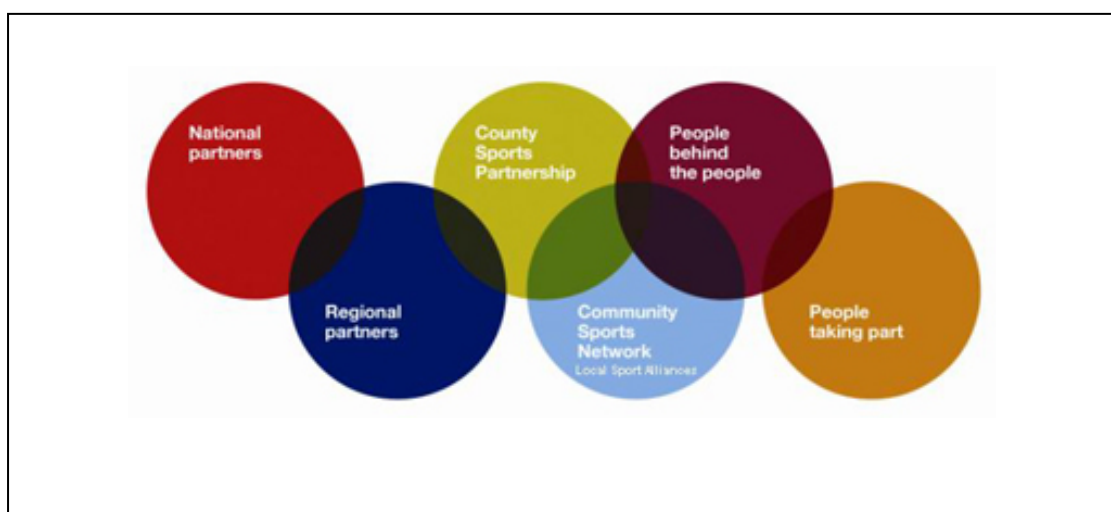 National
partners
Regional
partners
County
Sports
Partnership
Community
Sports
Network
Local Sport Alliances
People
behind
the people
People
taking part